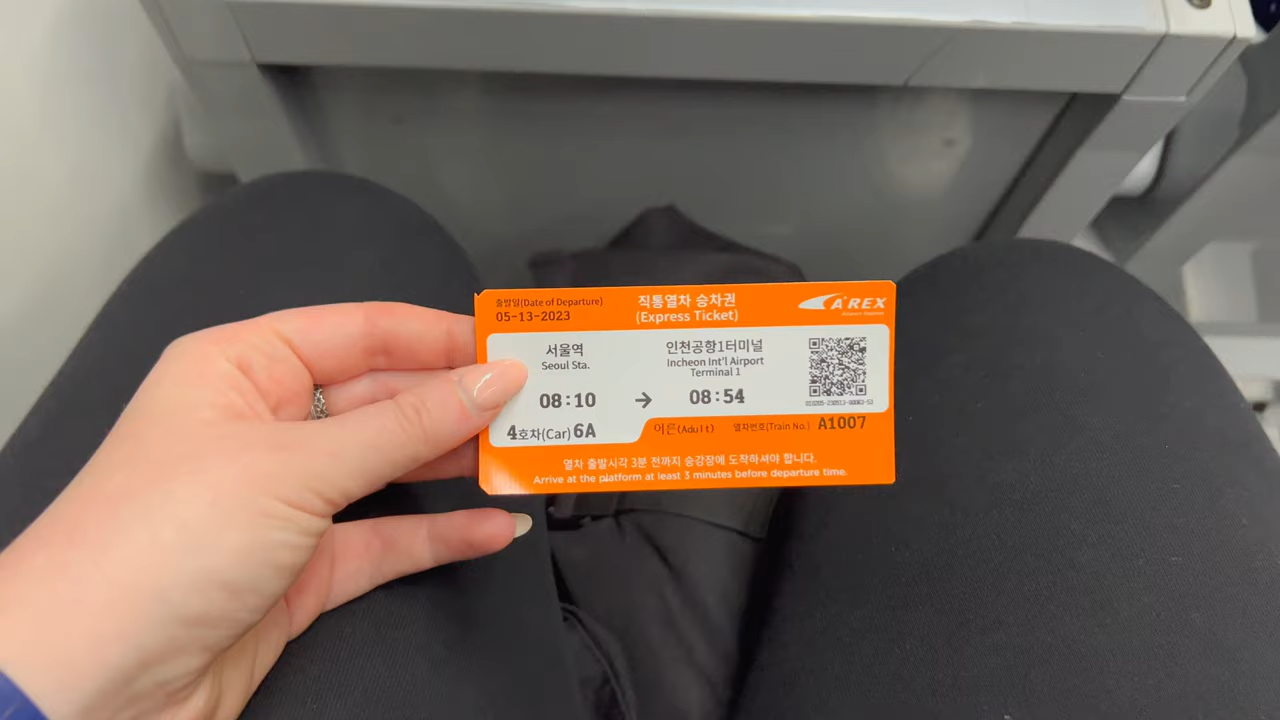 출발일(Date of Departure)
05-13-2023
직통열차 승차권
(Express Ticket)
A'REX
서울역
Seoul Sta.
08:10
→
인천공항1터미널
Incheon Int'l Airport
Terminal 1
08:54
4호차(Car) 6A
어른(Adult)
열차번호(Train No.) A1007
열차 출발시각 3분 전까지 승강장에 도착하셔야 합니다.
Arrive at the platform at least 3 minutes before departure time.